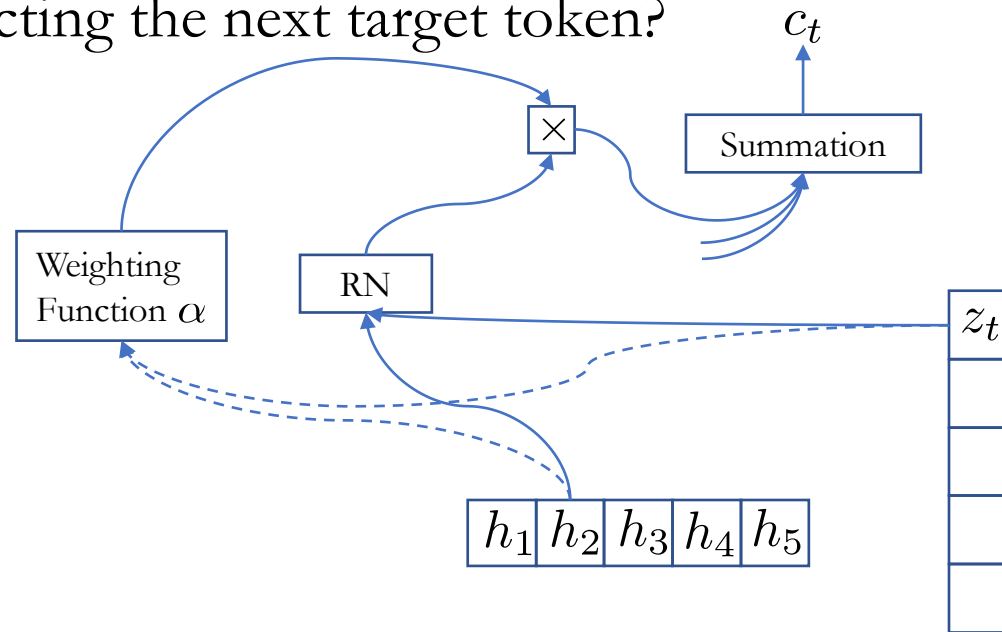 cting the next target token?
c_t
×
Summation
Weighting
Function α
RN
z_t
h_1 h_2 h_3 h_4 h_5